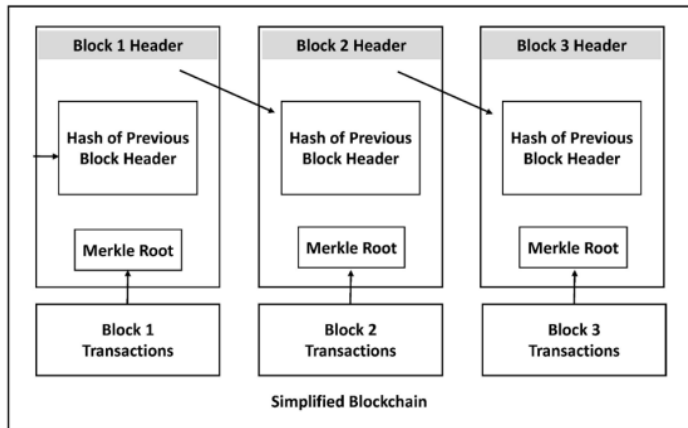 Block 1 Header
Block 2 Header
Block 3 Header
Hash of Previous
Block Header
Hash of Previous
Block Header
Hash of Previous
Block Header
Merkle Root
Merkle Root
Merkle Root
Block 1
Transactions
Block 2
Transactions
Block 3
Transactions
Simplified Blockchain